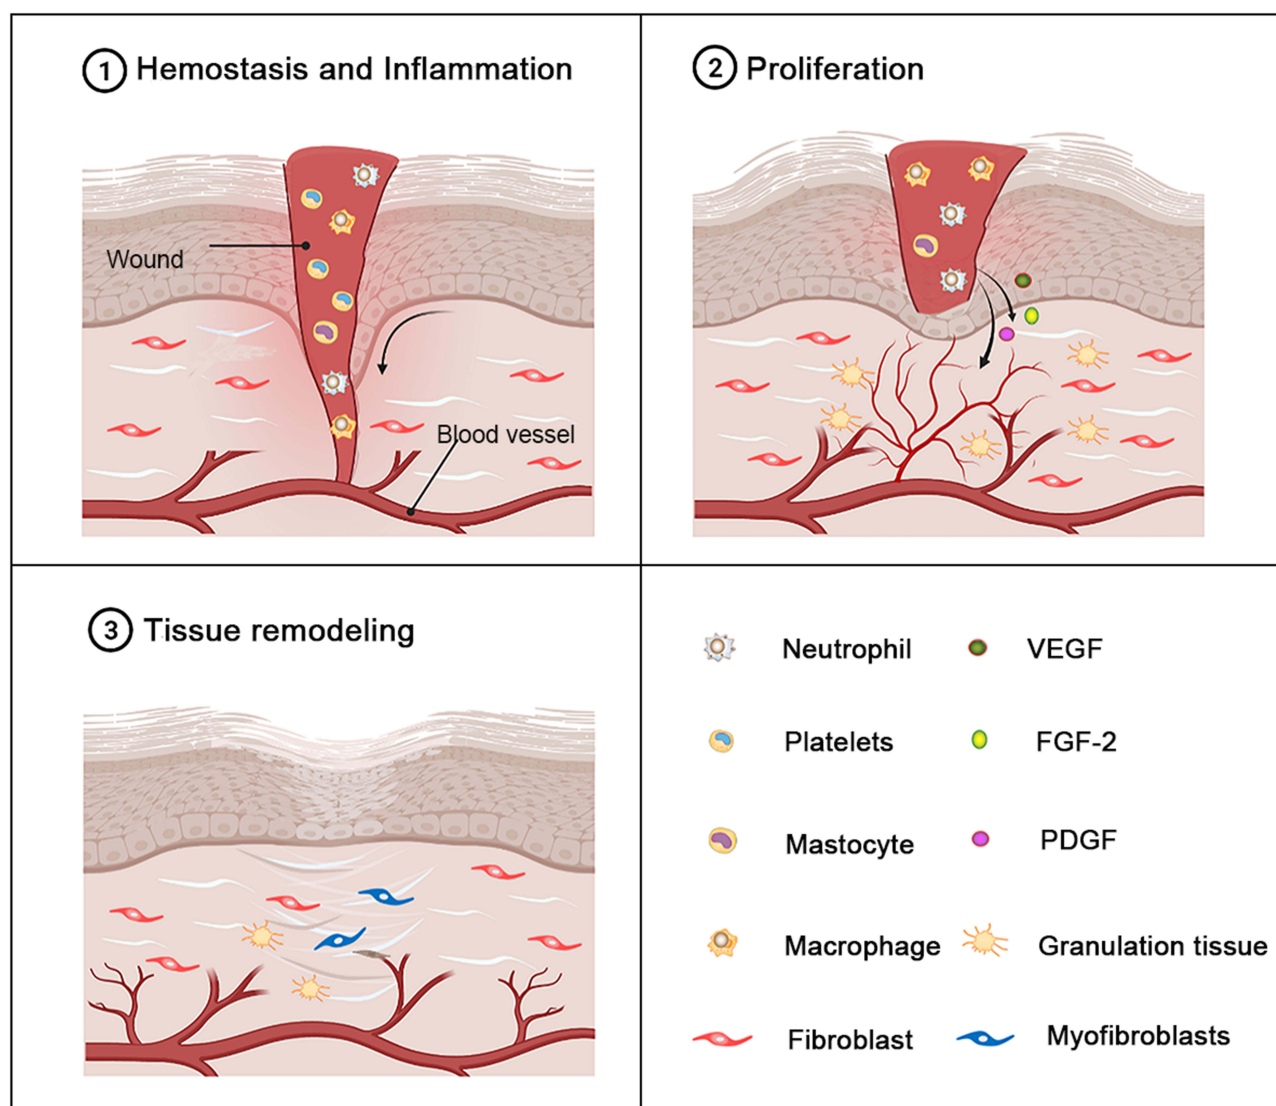 1 Hemostasis and Inflammation
Wound
Blood vessel
2 Proliferation
3 Tissue remodeling
Neutrophil
VEGF
Platelets
FGF-2
Mastocyte
PDGF
Macrophage
Granulation tissue
Fibroblast
Myofibroblasts